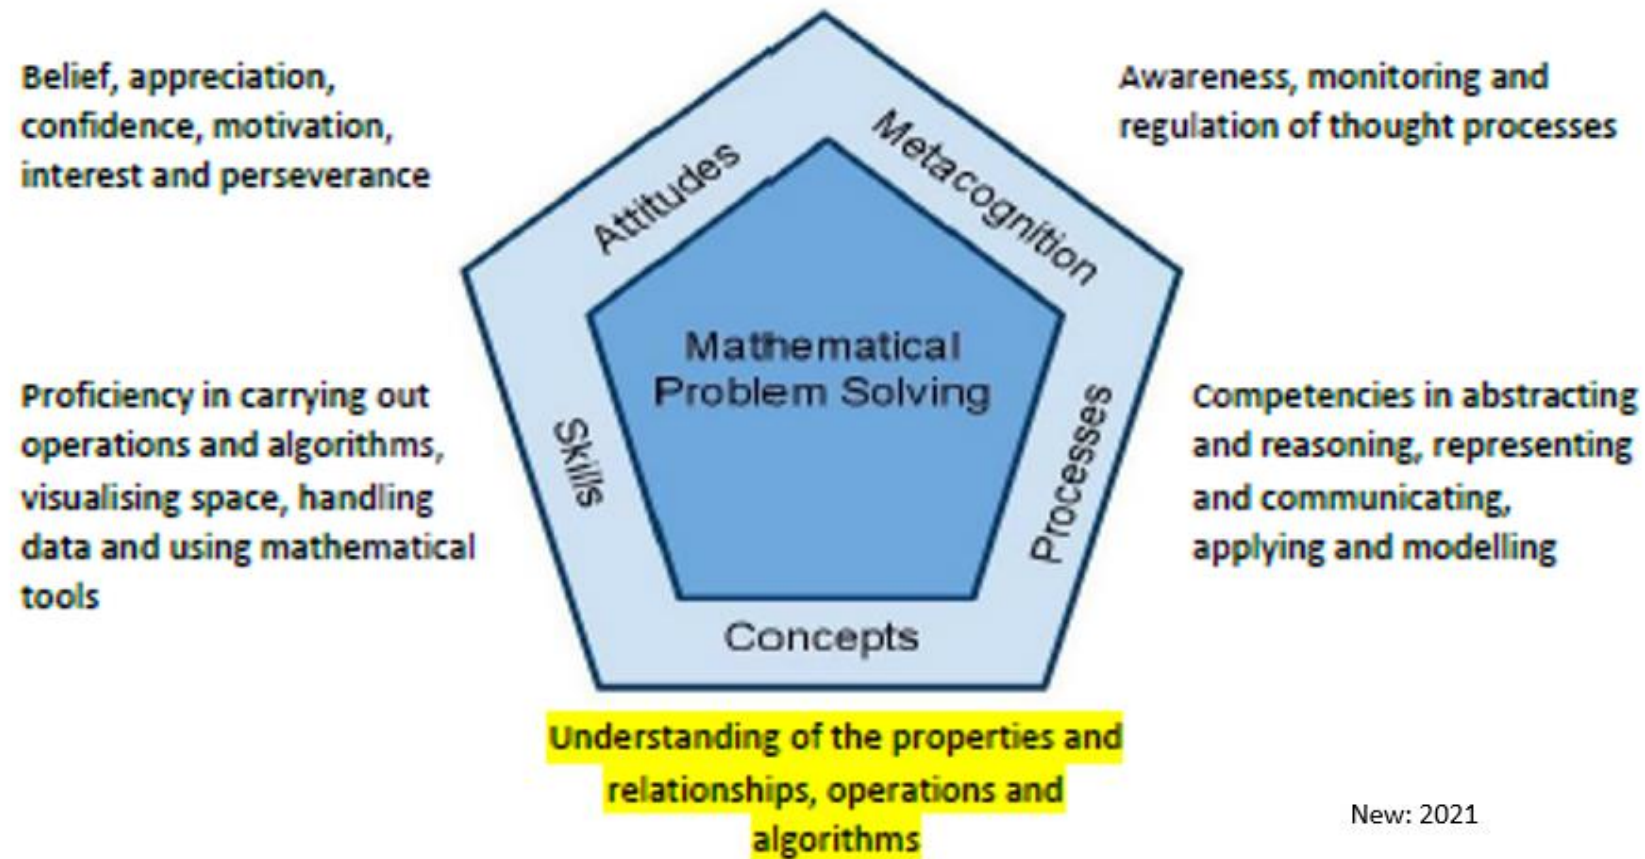 Belief, appreciation,
confidence, motivation,
interest and perseverance
Attitudes
Metacognition
Awareness, monitoring and
regulation of thought processes
Mathematical
Problem Solving
Proficiency in carrying out
operations and algorithms,
visualising space, handling
data and using mathematical
tools
Skills
Processes
Competencies in abstracting
and reasoning, representing
and communicating,
applying and modelling
Concepts
Understanding of the properties and
relationships, operations and
algorithms
New: 2021